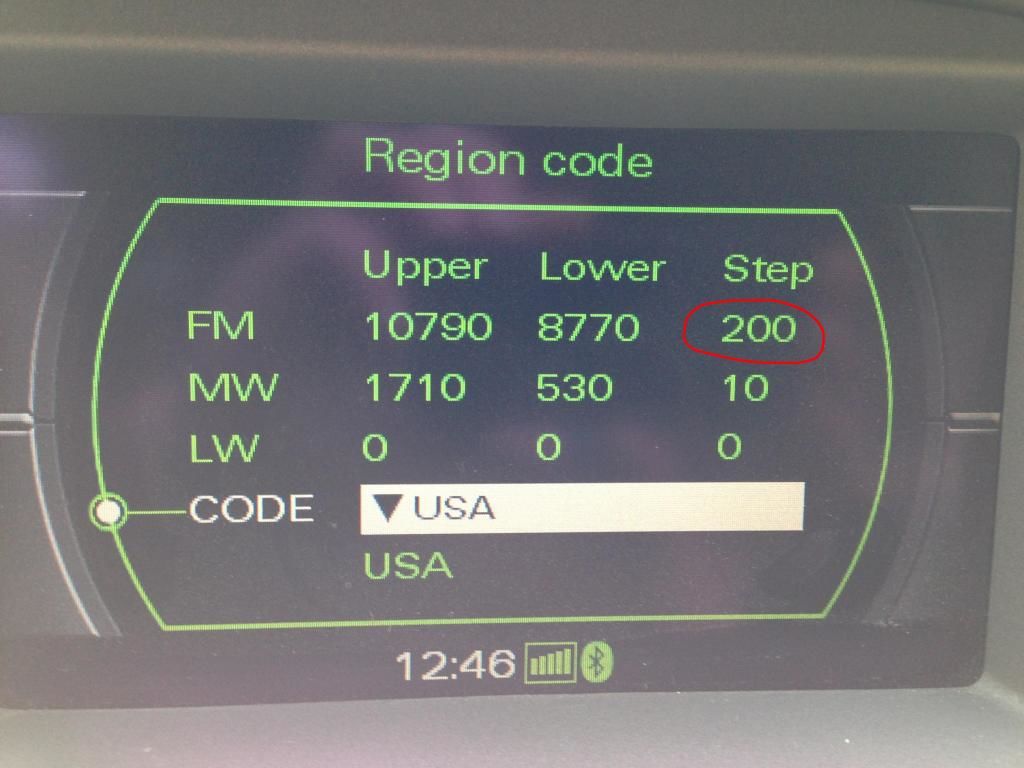 Region code
Upper Lower Step
FM 10790 8770 200
MW 1710 530 10
LW 0 0 0
CODE ▼USA
USA
12:46